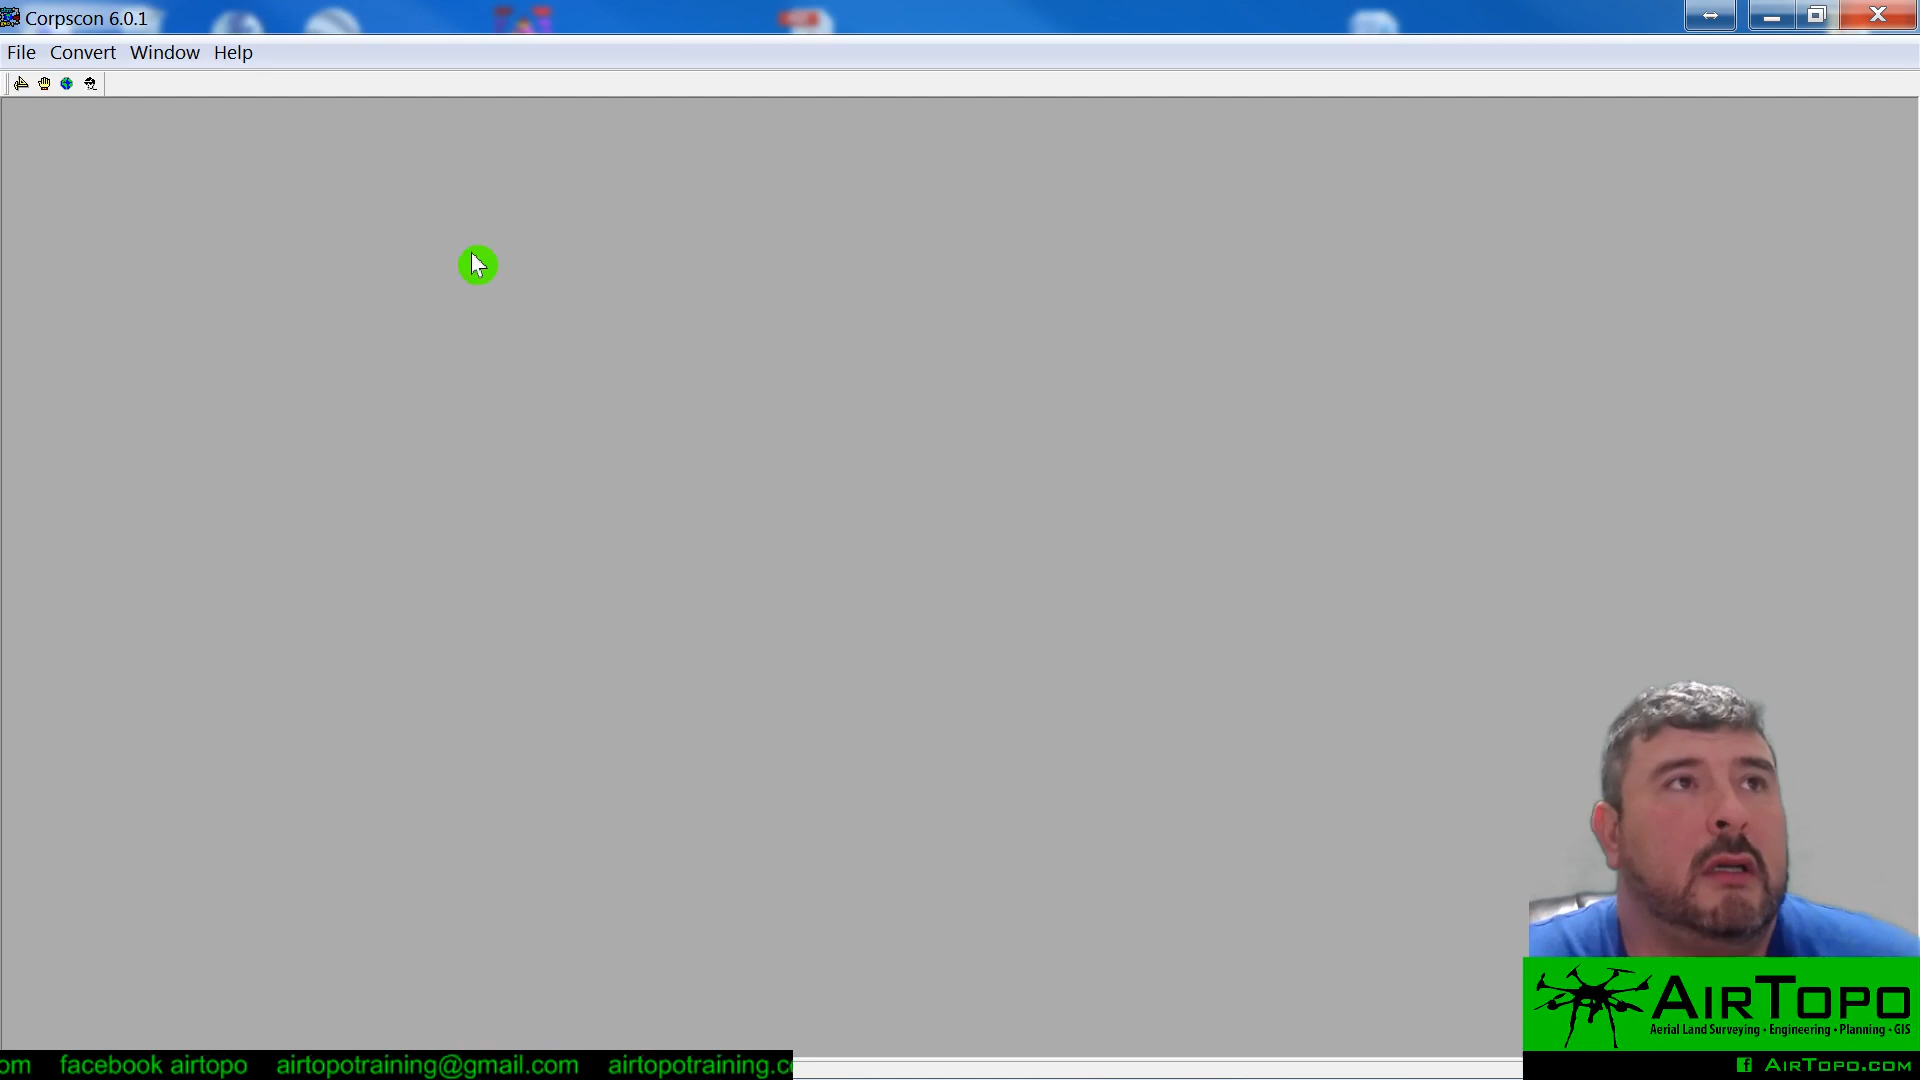 Corpscon 6.0.1
File Convert Window Help
AIRTOPO
Aerial Land Surveying • Engineering • Planning • GIS
om facebook airtopo airtopotraining@gmail.com airtopotraining.c
f AIRTOPO.COM